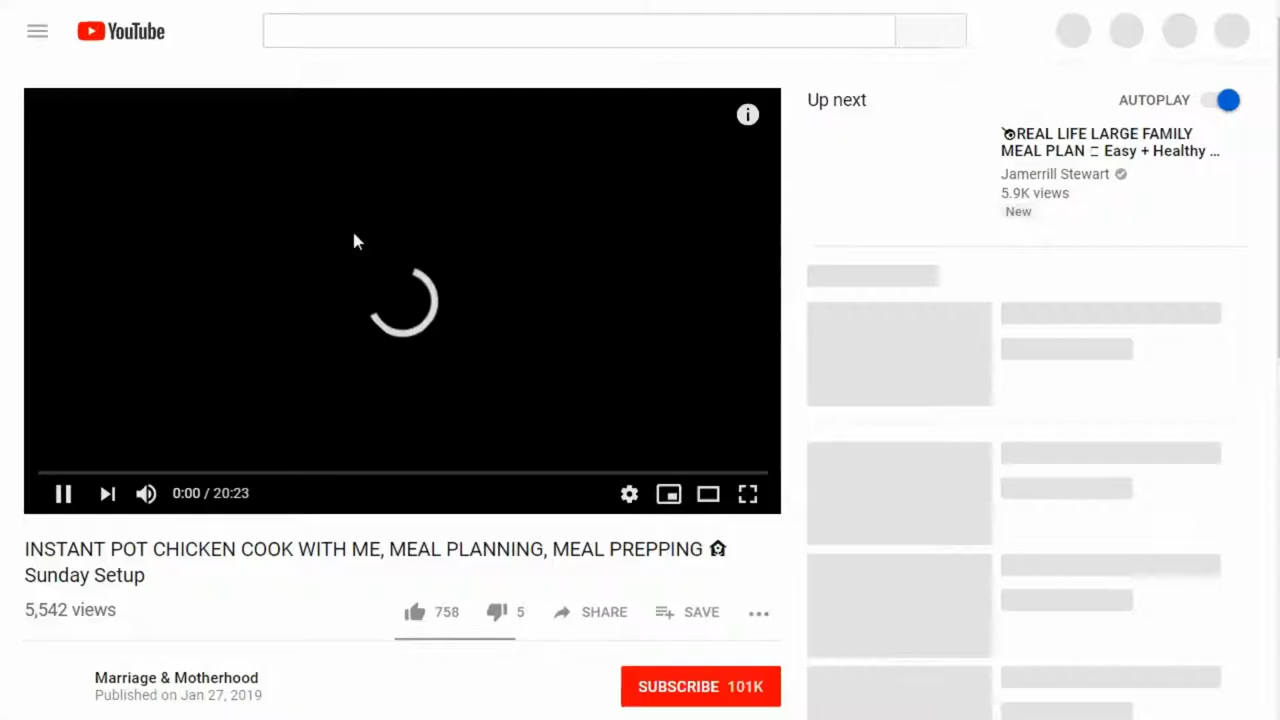 YouTube
Up next
AUTOPLAY
REAL LIFE LARGE FAMILY
MEAL PLAN Easy + Healthy ...
Jamerrill Stewart
5.9K views
New
0:00 / 20:23
INSTANT POT CHICKEN COOK WITH ME, MEAL PLANNING, MEAL PREPPING
Sunday Setup
5,542 views
758
5
SHARE
SAVE
Marriage & Motherhood
Published on Jan 27, 2019
SUBSCRIBE 101K